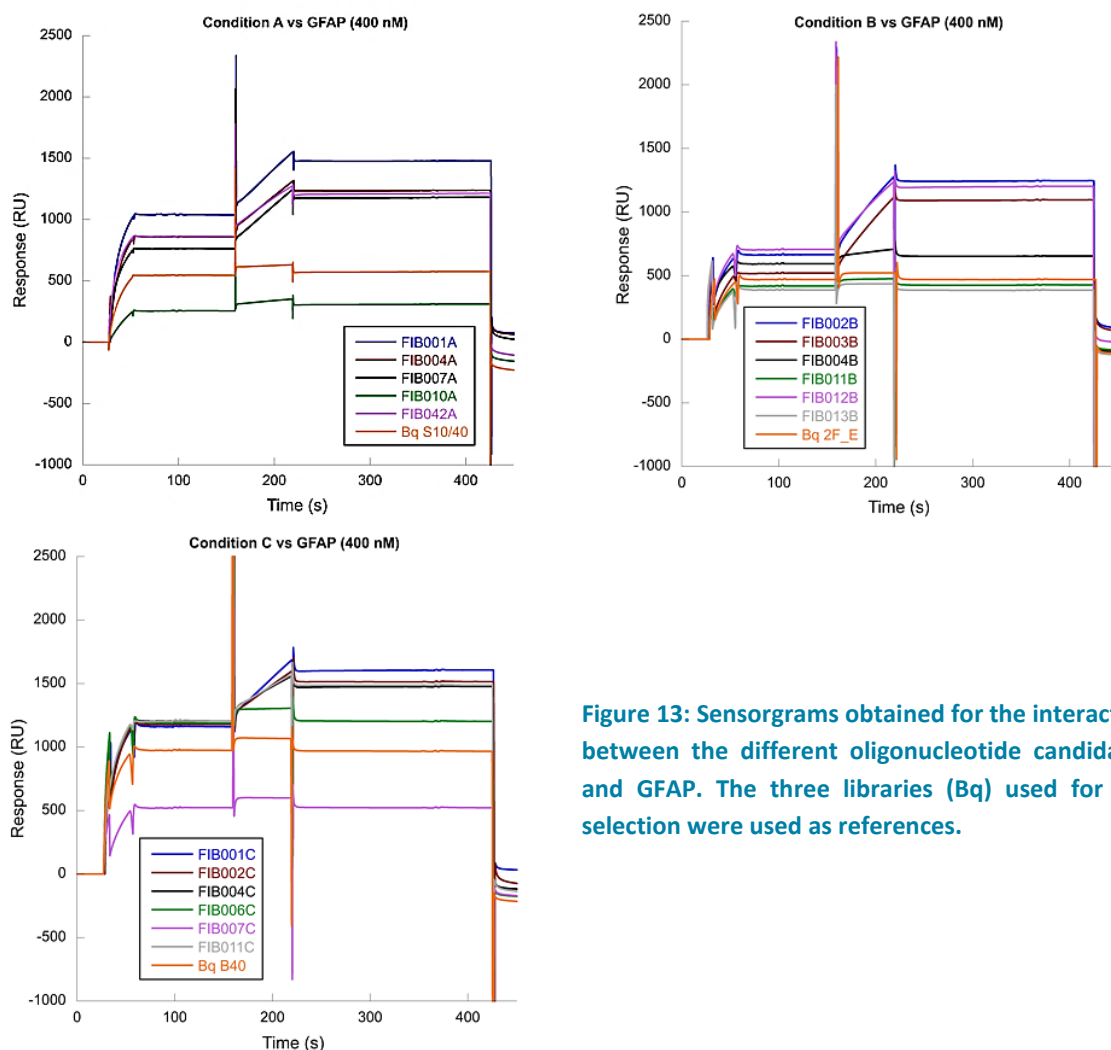 Condition A vs GFAP (400 nM)
2500
2000
1500
1000
500
0
-500
-1000
Response (RU)
0 100 200 300 400
Time (s)
FIB001A
FIB004A
FIB007A
FIB010A
FIB042A
Bq S10/40
Condition B vs GFAP (400 nM)
2500
2000
1500
1000
500
0
-500
-1000
Response (RU)
0 100 200 300 400
Time (s)
FIB002B
FIB003B
FIB004B
FIB011B
FIB012B
FIB013B
Bq 2F_E
Condition C vs GFAP (400 nM)
2500
2000
1500
1000
500
0
-500
-1000
Response (RU)
0 100 200 300 400
Time (s)
FIB001C
FIB002C
FIB004C
FIB006C
FIB007C
FIB011C
Bq B40
Figure 13: Sensorgrams obtained for the interact
between the different oligonucleotide candida
and GFAP. The three libraries (Bq) used for
selection were used as references.